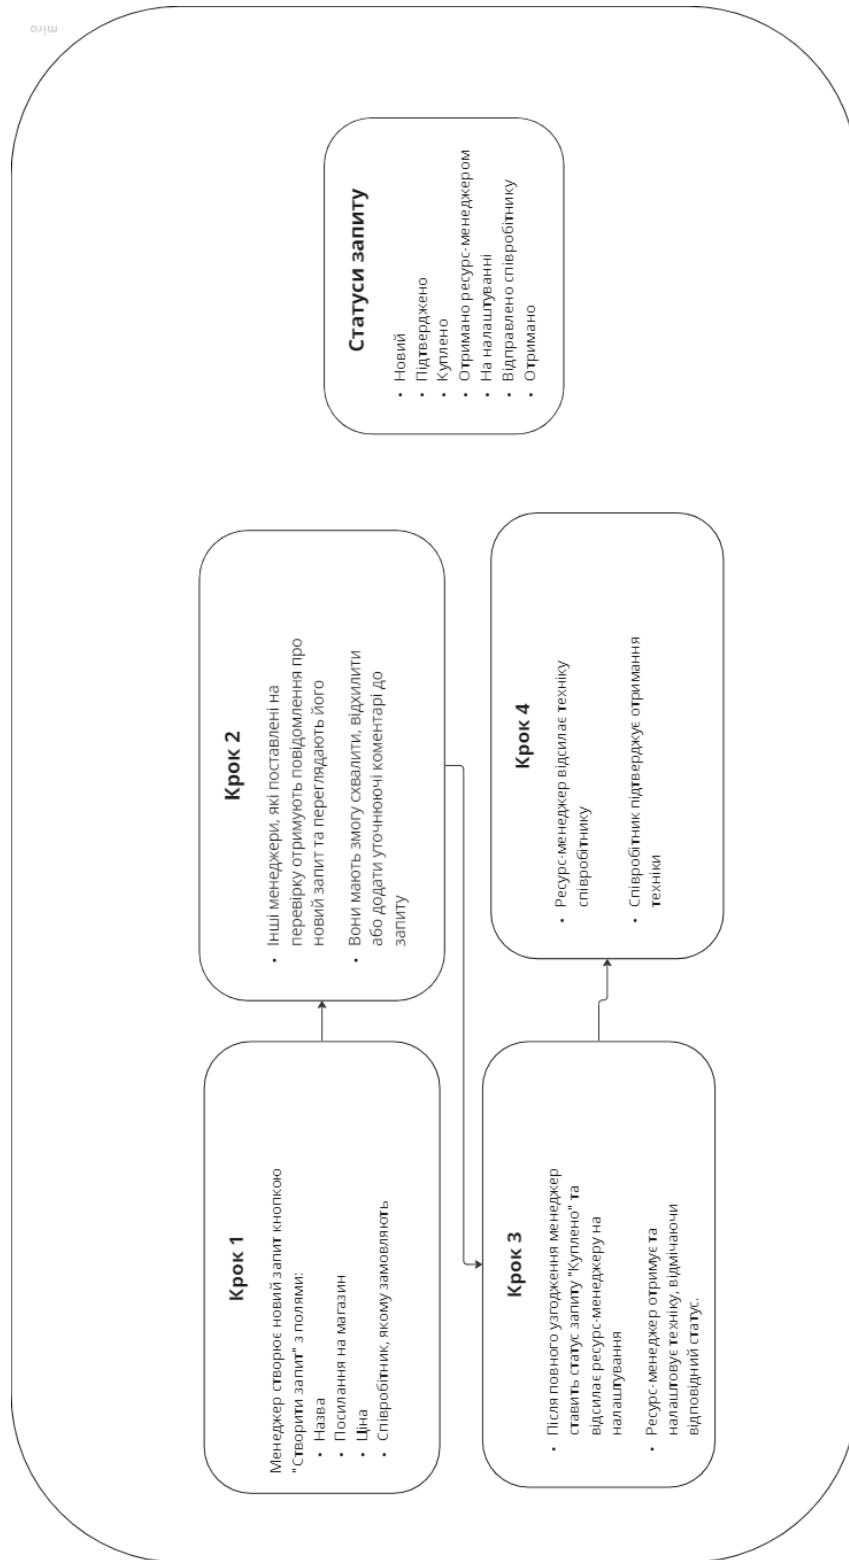 miro
Крок 1
Менеджер створює новий запит кнопкою
"Створити запит" з полями:
• Назва
• Посилання на магазин
• Ціна
• Співробітник, якому замовляють
Крок 2
• Інші менеджери, які поставлені на
перевірку отримують повідомлення про
новий запит та переглядають його
• Вони мають змогу схвалити, відхилити
або додати уточнюючі коментарі до
запиту
Крок 3
• Після повного узгодження менеджер
ставить статус запиту "Куплено" та
відсилає ресурс-менеджеру на
налаштування
• Ресурс-менеджер отримує та
налаштовує техніку, відмічаючи
відповідний статус.
Крок 4
• Ресурс-менеджер відсилає техніку
співробітнику
• Співробітник підтверджує отримання
техніки
Статуси запиту
• Новий
• Підтверджено
• Куплено
• Отримано ресурс-менеджером
• На налаштуванні
• Відправлено співробітнику
• Отримано